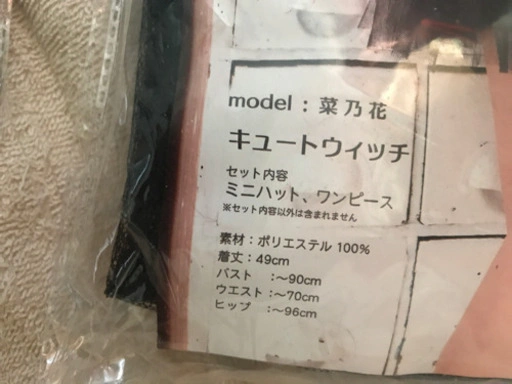 model : 菜乃花
キュートウィッチ
セット内容
ミニハット、ワンピース
※セット内容以外は含まれません
素材：ポリエステル 100%
着丈：49cm
バスト ：〜90cm
ウエスト：〜70cm
ヒップ ：〜96cm